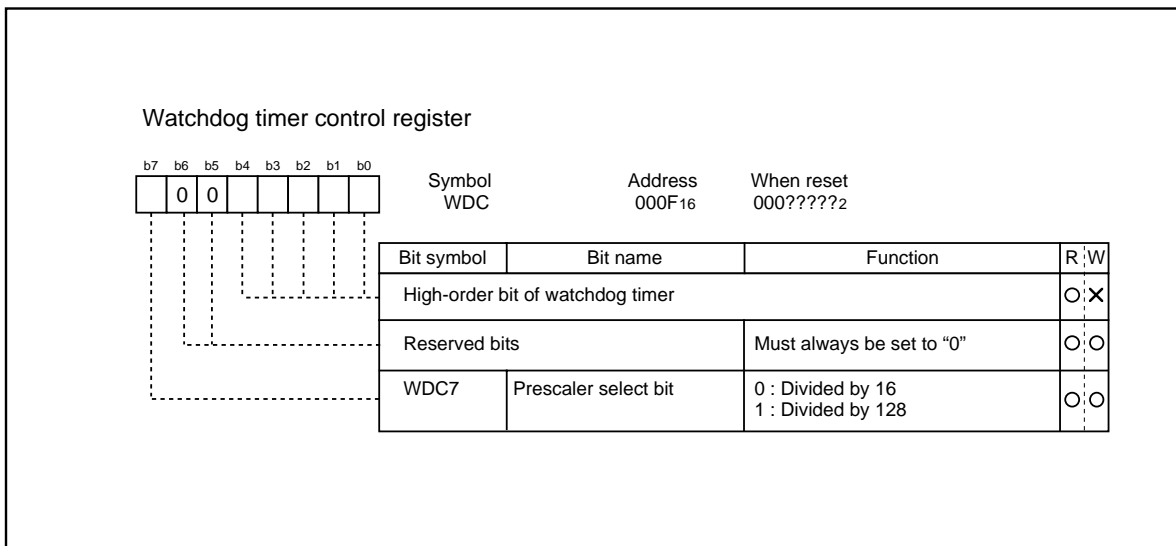 Watchdog timer control register
b7 b6 b5 b4 b3 b2 b1 b0
0 0
Symbol Address When reset
WDC 000F16 000?????2
Bit symbol Bit name Function R W
High-order bit of watchdog timer
Reserved bits Must always be set to “0”
WDC7 Prescaler select bit 0 : Divided by 16
1 : Divided by 128